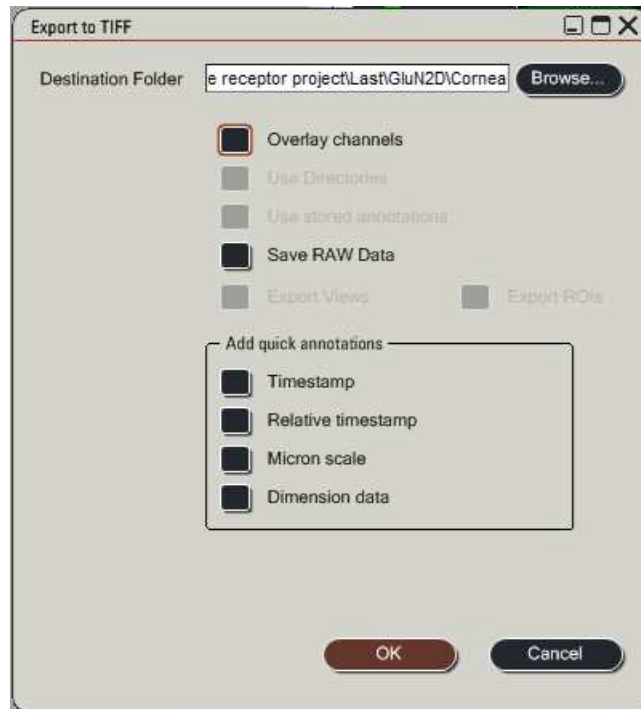 Export to TIFF
Destination Folder e receptor project\Last\GluN2D\Cornea Browse...
Overlay channels
Use Directories
Use stored annotations
Save RAW Data
Export Views Export ROIs
Add quick annotations
Timestamp
Relative timestamp
Micron scale
Dimension data
OK Cancel